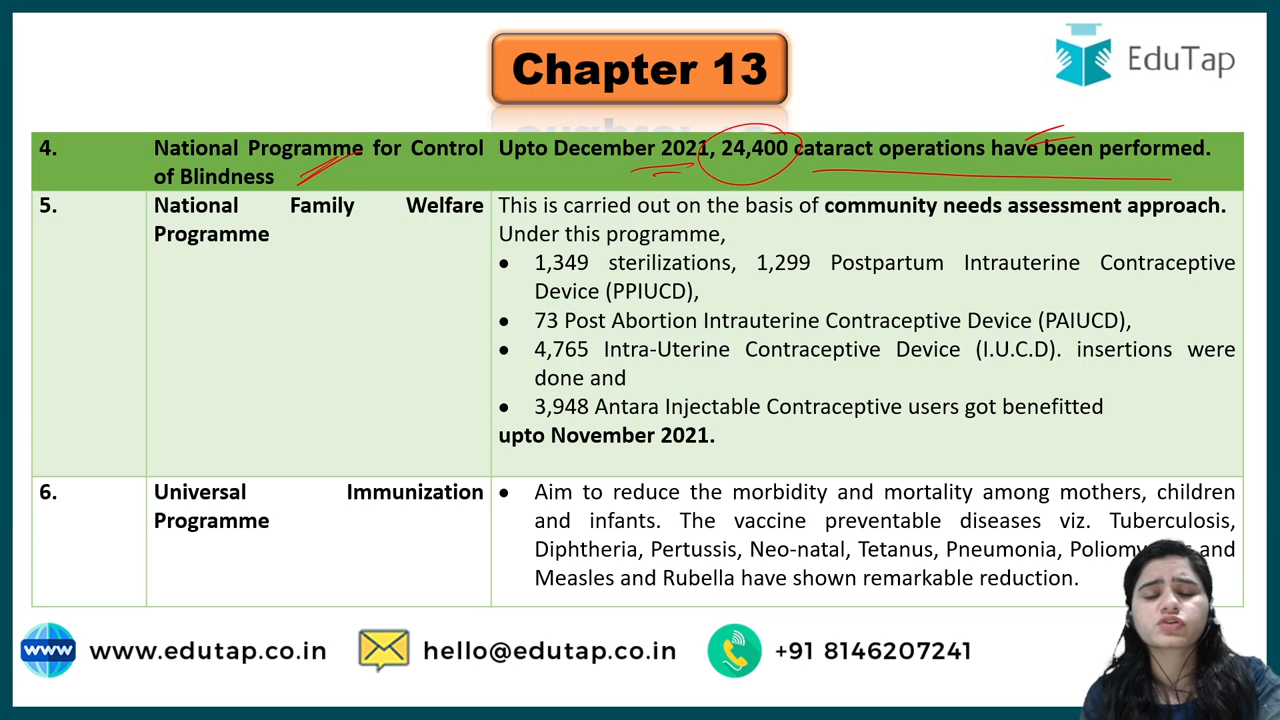 Chapter 13
EduTap
4. National Programme for Control Upto December 2021, 24,400 cataract operations have been performed.
of Blindness
5. National Family Welfare This is carried out on the basis of community needs assessment approach.
Programme Under this programme,
• 1,349 sterilizations, 1,299 Postpartum Intrauterine Contraceptive
Device (PPIUCD),
• 73 Post Abortion Intrauterine Contraceptive Device (PAIUCD),
• 4,765 Intra-Uterine Contraceptive Device (I.U.C.D). insertions were
done and
• 3,948 Antara Injectable Contraceptive users got benefitted
upto November 2021.
6. Universal Immunization • Aim to reduce the morbidity and mortality among mothers, children
Programme and infants. The vaccine preventable diseases viz. Tuberculosis,
Diphtheria, Pertussis, Neo-natal, Tetanus, Pneumonia, and
Measles and Rubella have shown remarkable reduction.
www www.edutap.co.in hello@edutap.co.in +91 8146207241